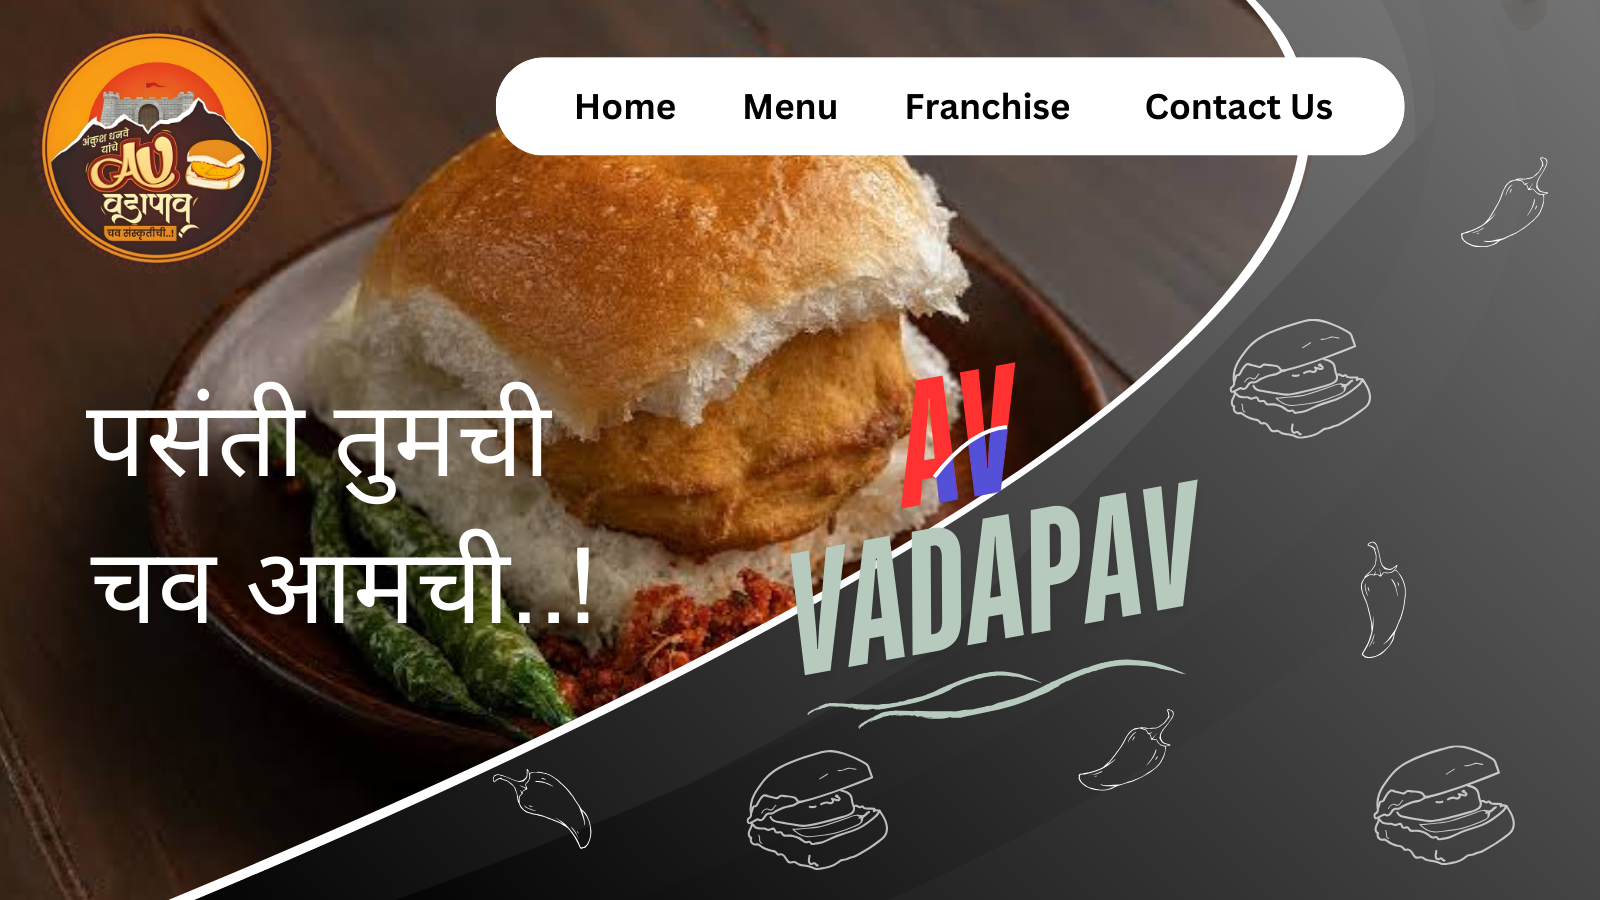 Home Menu Franchise Contact Us
अंकुश धनवे
यांचे
AV
वडापाव
चव संस्कृतीची..!
पसंती तुमची
चव आमची..!
AV
VADAPAV